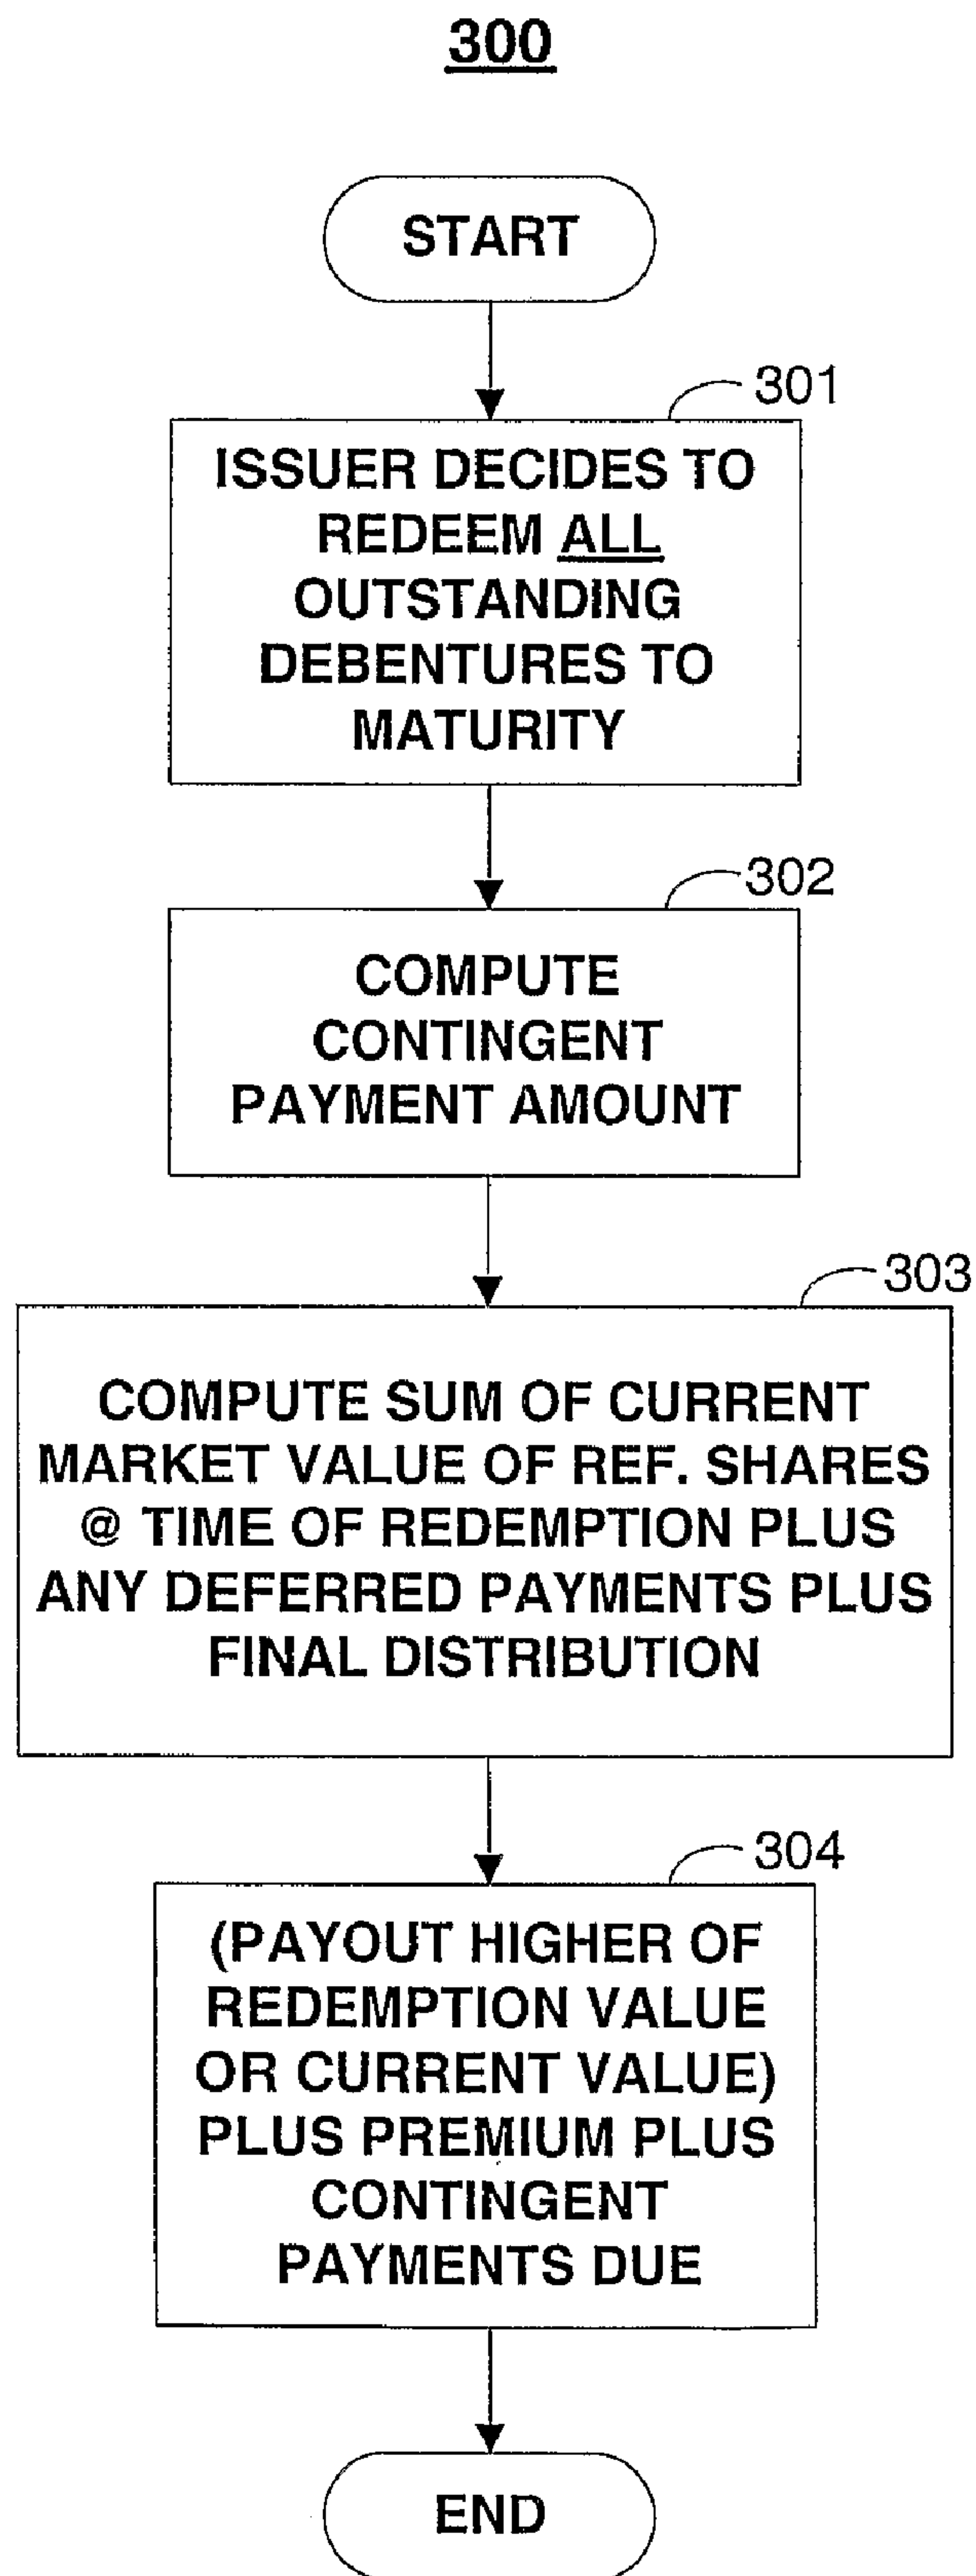 300
START
301
ISSUER DECIDES TO
REDEEM ALL
OUTSTANDING
DEBENTURES TO
MATURITY
302
COMPUTE
CONTINGENT
PAYMENT AMOUNT
303
COMPUTE SUM OF CURRENT
MARKET VALUE OF REF. SHARES
@ TIME OF REDEMPTION PLUS
ANY DEFERRED PAYMENTS PLUS
FINAL DISTRIBUTION
304
(PAYOUT HIGHER OF
REDEMPTION VALUE
OR CURRENT VALUE)
PLUS PREMIUM PLUS
CONTINGENT
PAYMENTS DUE
END